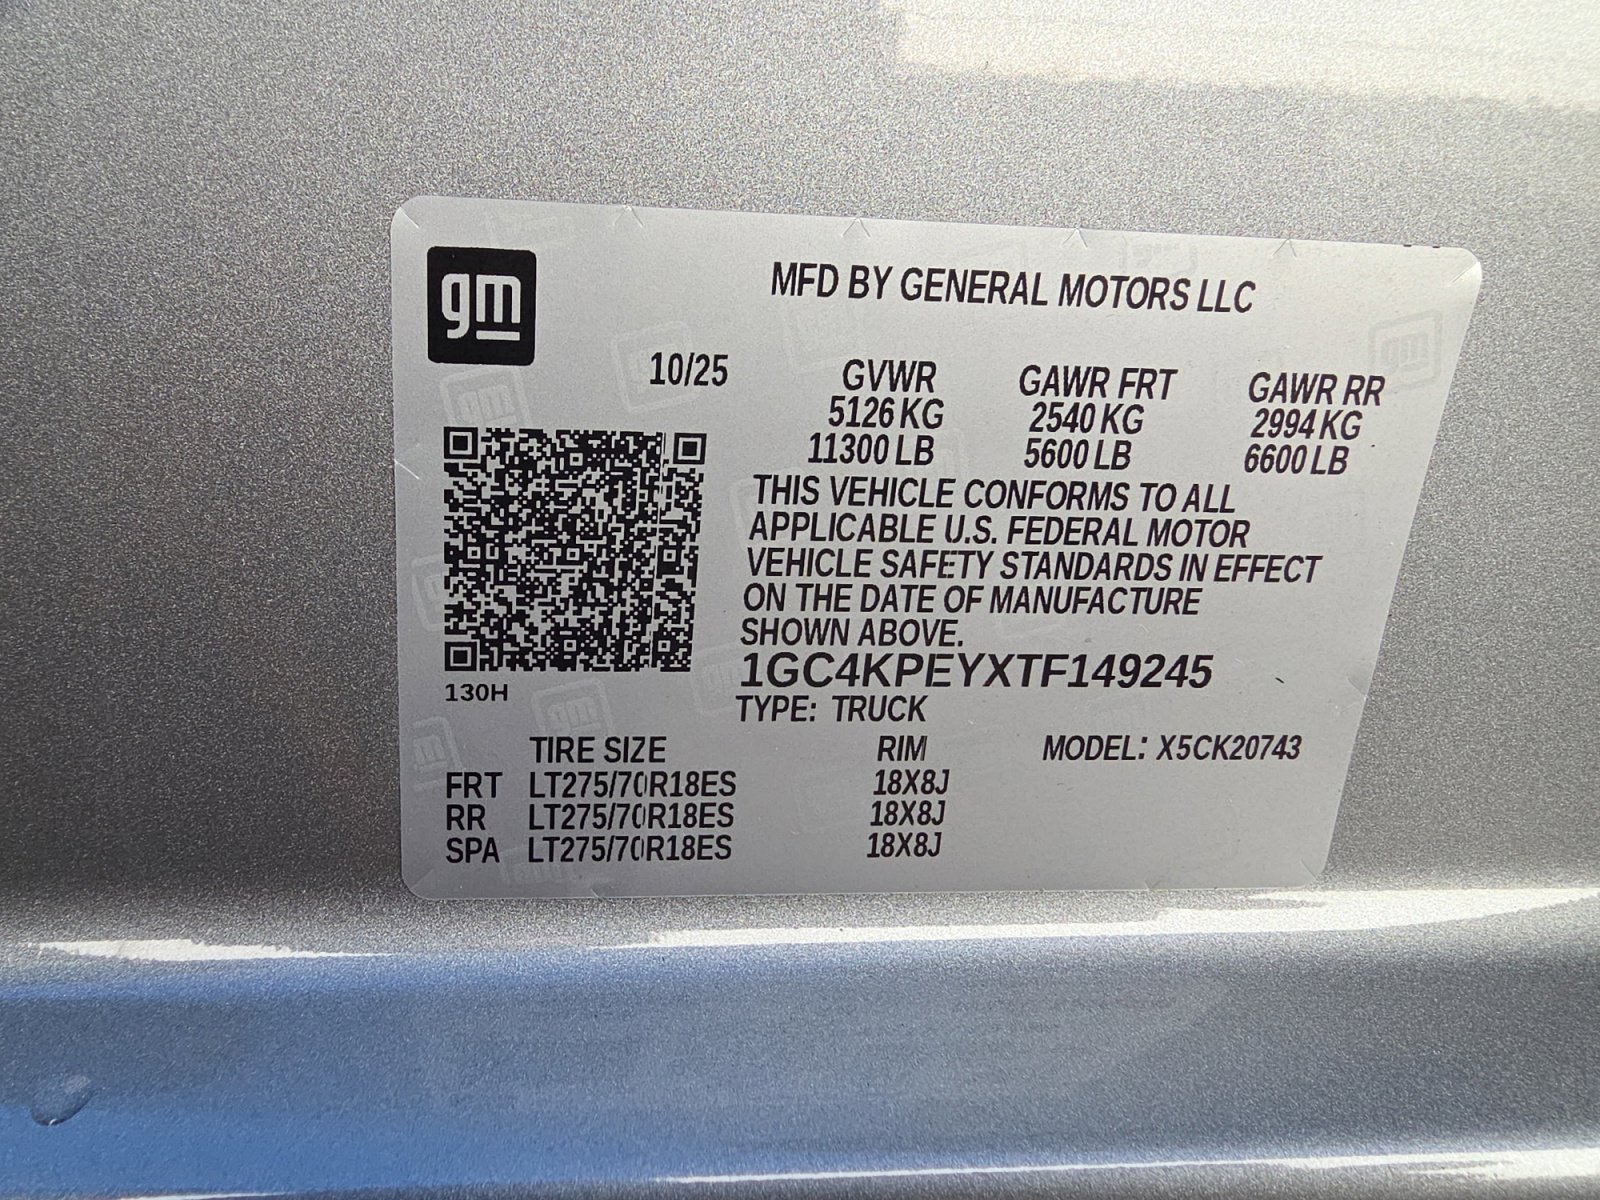 gm
MFD BY GENERAL MOTORS LLC
10/25 GVWR GAWR FRT GAWR RR
5126 KG 2540 KG 2994 KG
11300 LB 5600 LB 6600 LB
THIS VEHICLE CONFORMS TO ALL
APPLICABLE U.S. FEDERAL MOTOR
VEHICLE SAFETY STANDARDS IN EFFECT
ON THE DATE OF MANUFACTURE
SHOWN ABOVE.
1GC4KPEYXTF149245
130H
TYPE: TRUCK
TIRE SIZE RIM MODEL: X5CK20743
FRT LT275/70R18ES 18X8J
RR LT275/70R18ES 18X8J
SPA LT275/70R18ES 18X8J